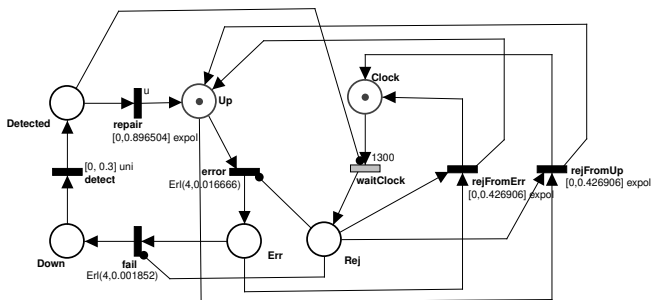 Clock
u
Up
Detected
repair
[0,0.896504] expol
1300
[0, 0.3] uni
error
waitClock
rejFromErr
rejFromUp
detect
Erl(4,0.016666]
[0,0.426906] expol
[0,0.426906] expol
Down
fail
Err
Rej
Erl(4,0.001852]